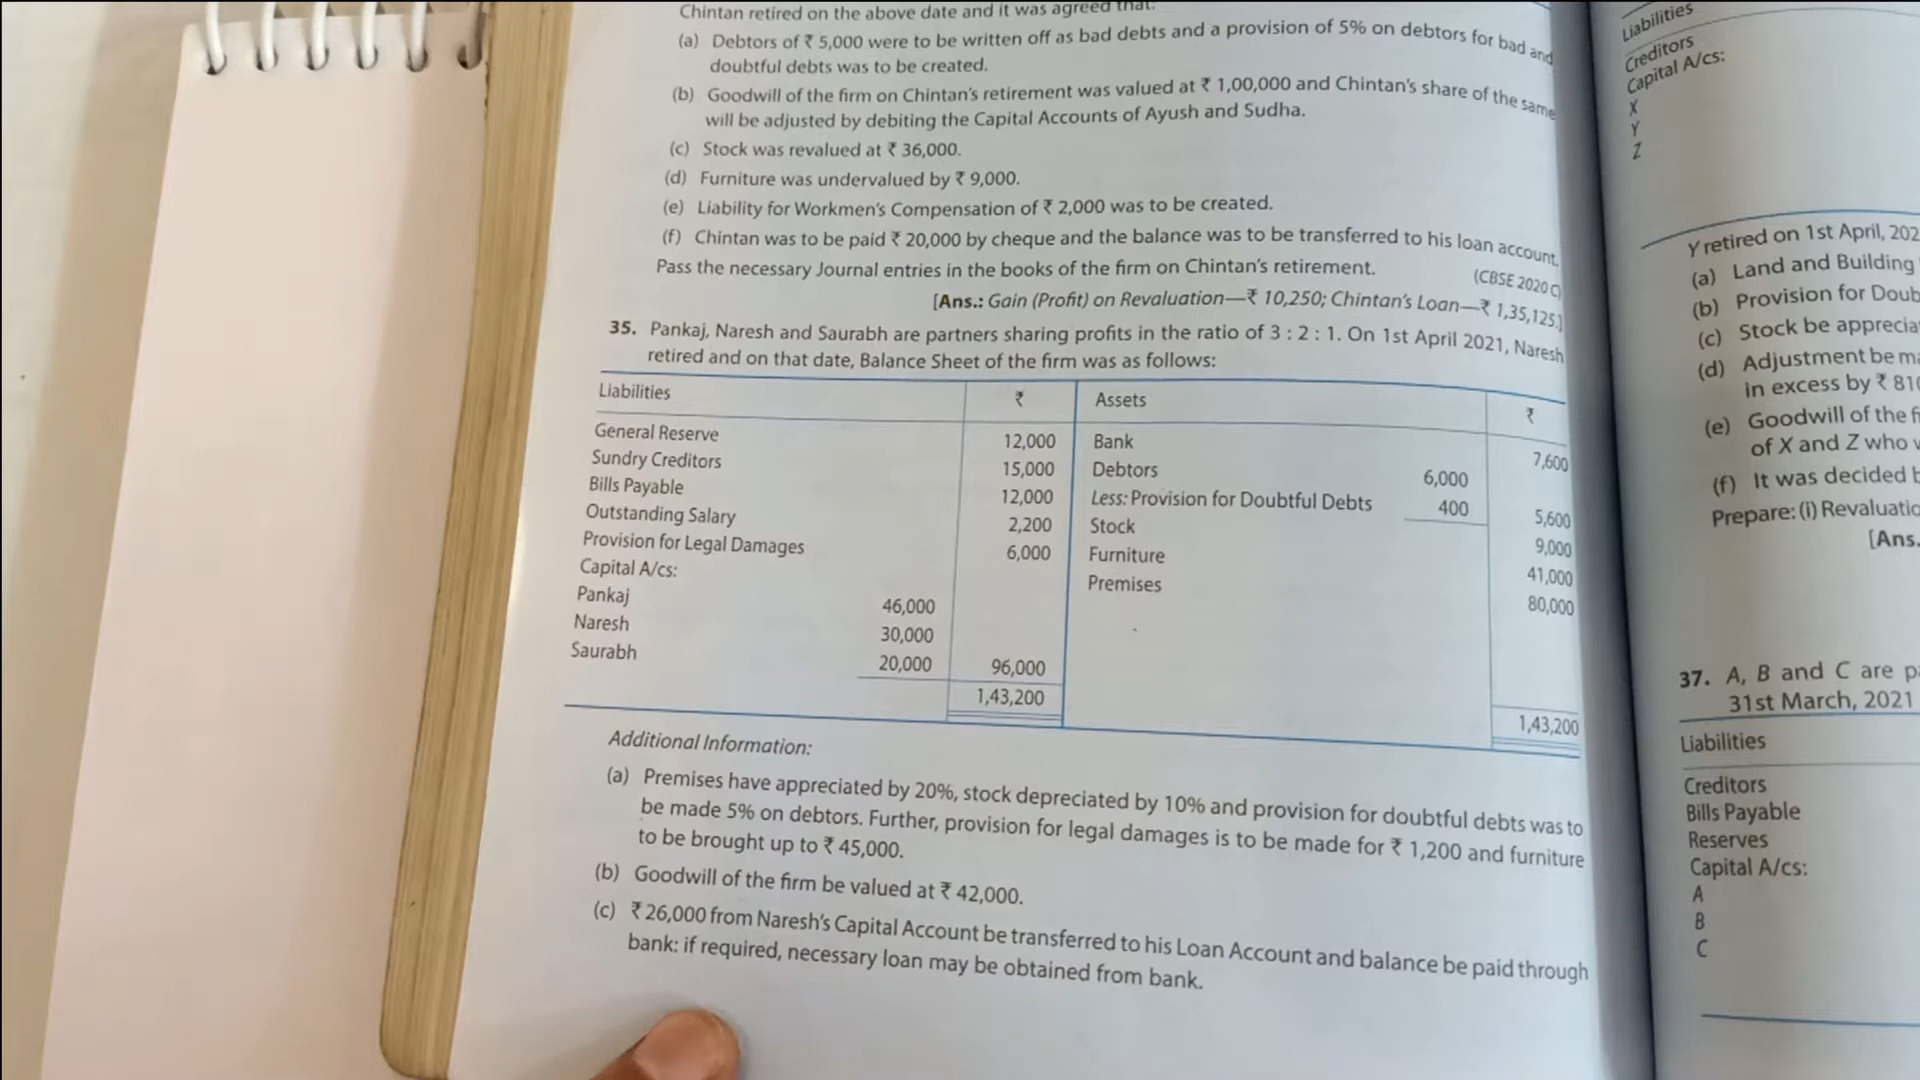 Chintan retired on the above date and it was agreed that:
(a) Debtors of ₹ 5,000 were to be written off as bad debts and a provision of 5% on debtors for bad and
doubtful debts was to be created.
(b) Goodwill of the firm on Chintan's retirement was valued at ₹ 1,00,000 and Chintan's share of the same
will be adjusted by debiting the Capital Accounts of Ayush and Sudha.
(c) Stock was revalued at ₹ 36,000.
(d) Furniture was undervalued by ₹ 9,000.
(e) Liability for Workmen's Compensation of ₹ 2,000 was to be created.
(f) Chintan was to be paid ₹ 20,000 by cheque and the balance was to be transferred to his loan account.
Pass the necessary Journal entries in the books of the firm on Chintan's retirement. (CBSE 2020 C)
[Ans.: Gain (Profit) on Revaluation—₹ 10,250; Chintan's Loan—₹ 1,35,125.]
35. Pankaj, Naresh and Saurabh are partners sharing profits in the ratio of 3 : 2 : 1. On 1st April 2021, Naresh
retired and on that date, Balance Sheet of the firm was as follows:
Liabilities ₹ Assets ₹
General Reserve 12,000 Bank 7,600
Sundry Creditors 15,000 Debtors 6,000
Bills Payable 12,000 Less: Provision for Doubtful Debts 400 5,600
Outstanding Salary 2,200 Stock 9,000
Provision for Legal Damages 6,000 Furniture 41,000
Capital A/cs: Premises 80,000
Pankaj 46,000
Naresh 30,000
Saurabh 20,000 96,000
1,43,200 1,43,200
Additional Information:
(a) Premises have appreciated by 20%, stock depreciated by 10% and provision for doubtful debts was to
be made 5% on debtors. Further, provision for legal damages is to be made for ₹ 1,200 and furniture
to be brought up to ₹ 45,000.
(b) Goodwill of the firm be valued at ₹ 42,000.
(c) ₹ 26,000 from Naresh's Capital Account be transferred to his Loan Account and balance be paid through
bank: if required, necessary loan may be obtained from bank.
Liabilities
Creditors
Capital A/cs:
X
Y
Z
Y retired on 1st April, 202
(a) Land and Building
(b) Provision for Doub
(c) Stock be apprecia
(d) Adjustment be ma
in excess by ₹ 810
(e) Goodwill of the fi
of X and Z who
(f) It was decided
Prepare: (i) Revaluatio
[Ans.
37. A, B and C are pa
31st March, 2021
Liabilities
Creditors
Bills Payable
Reserves
Capital A/cs:
A
B
C